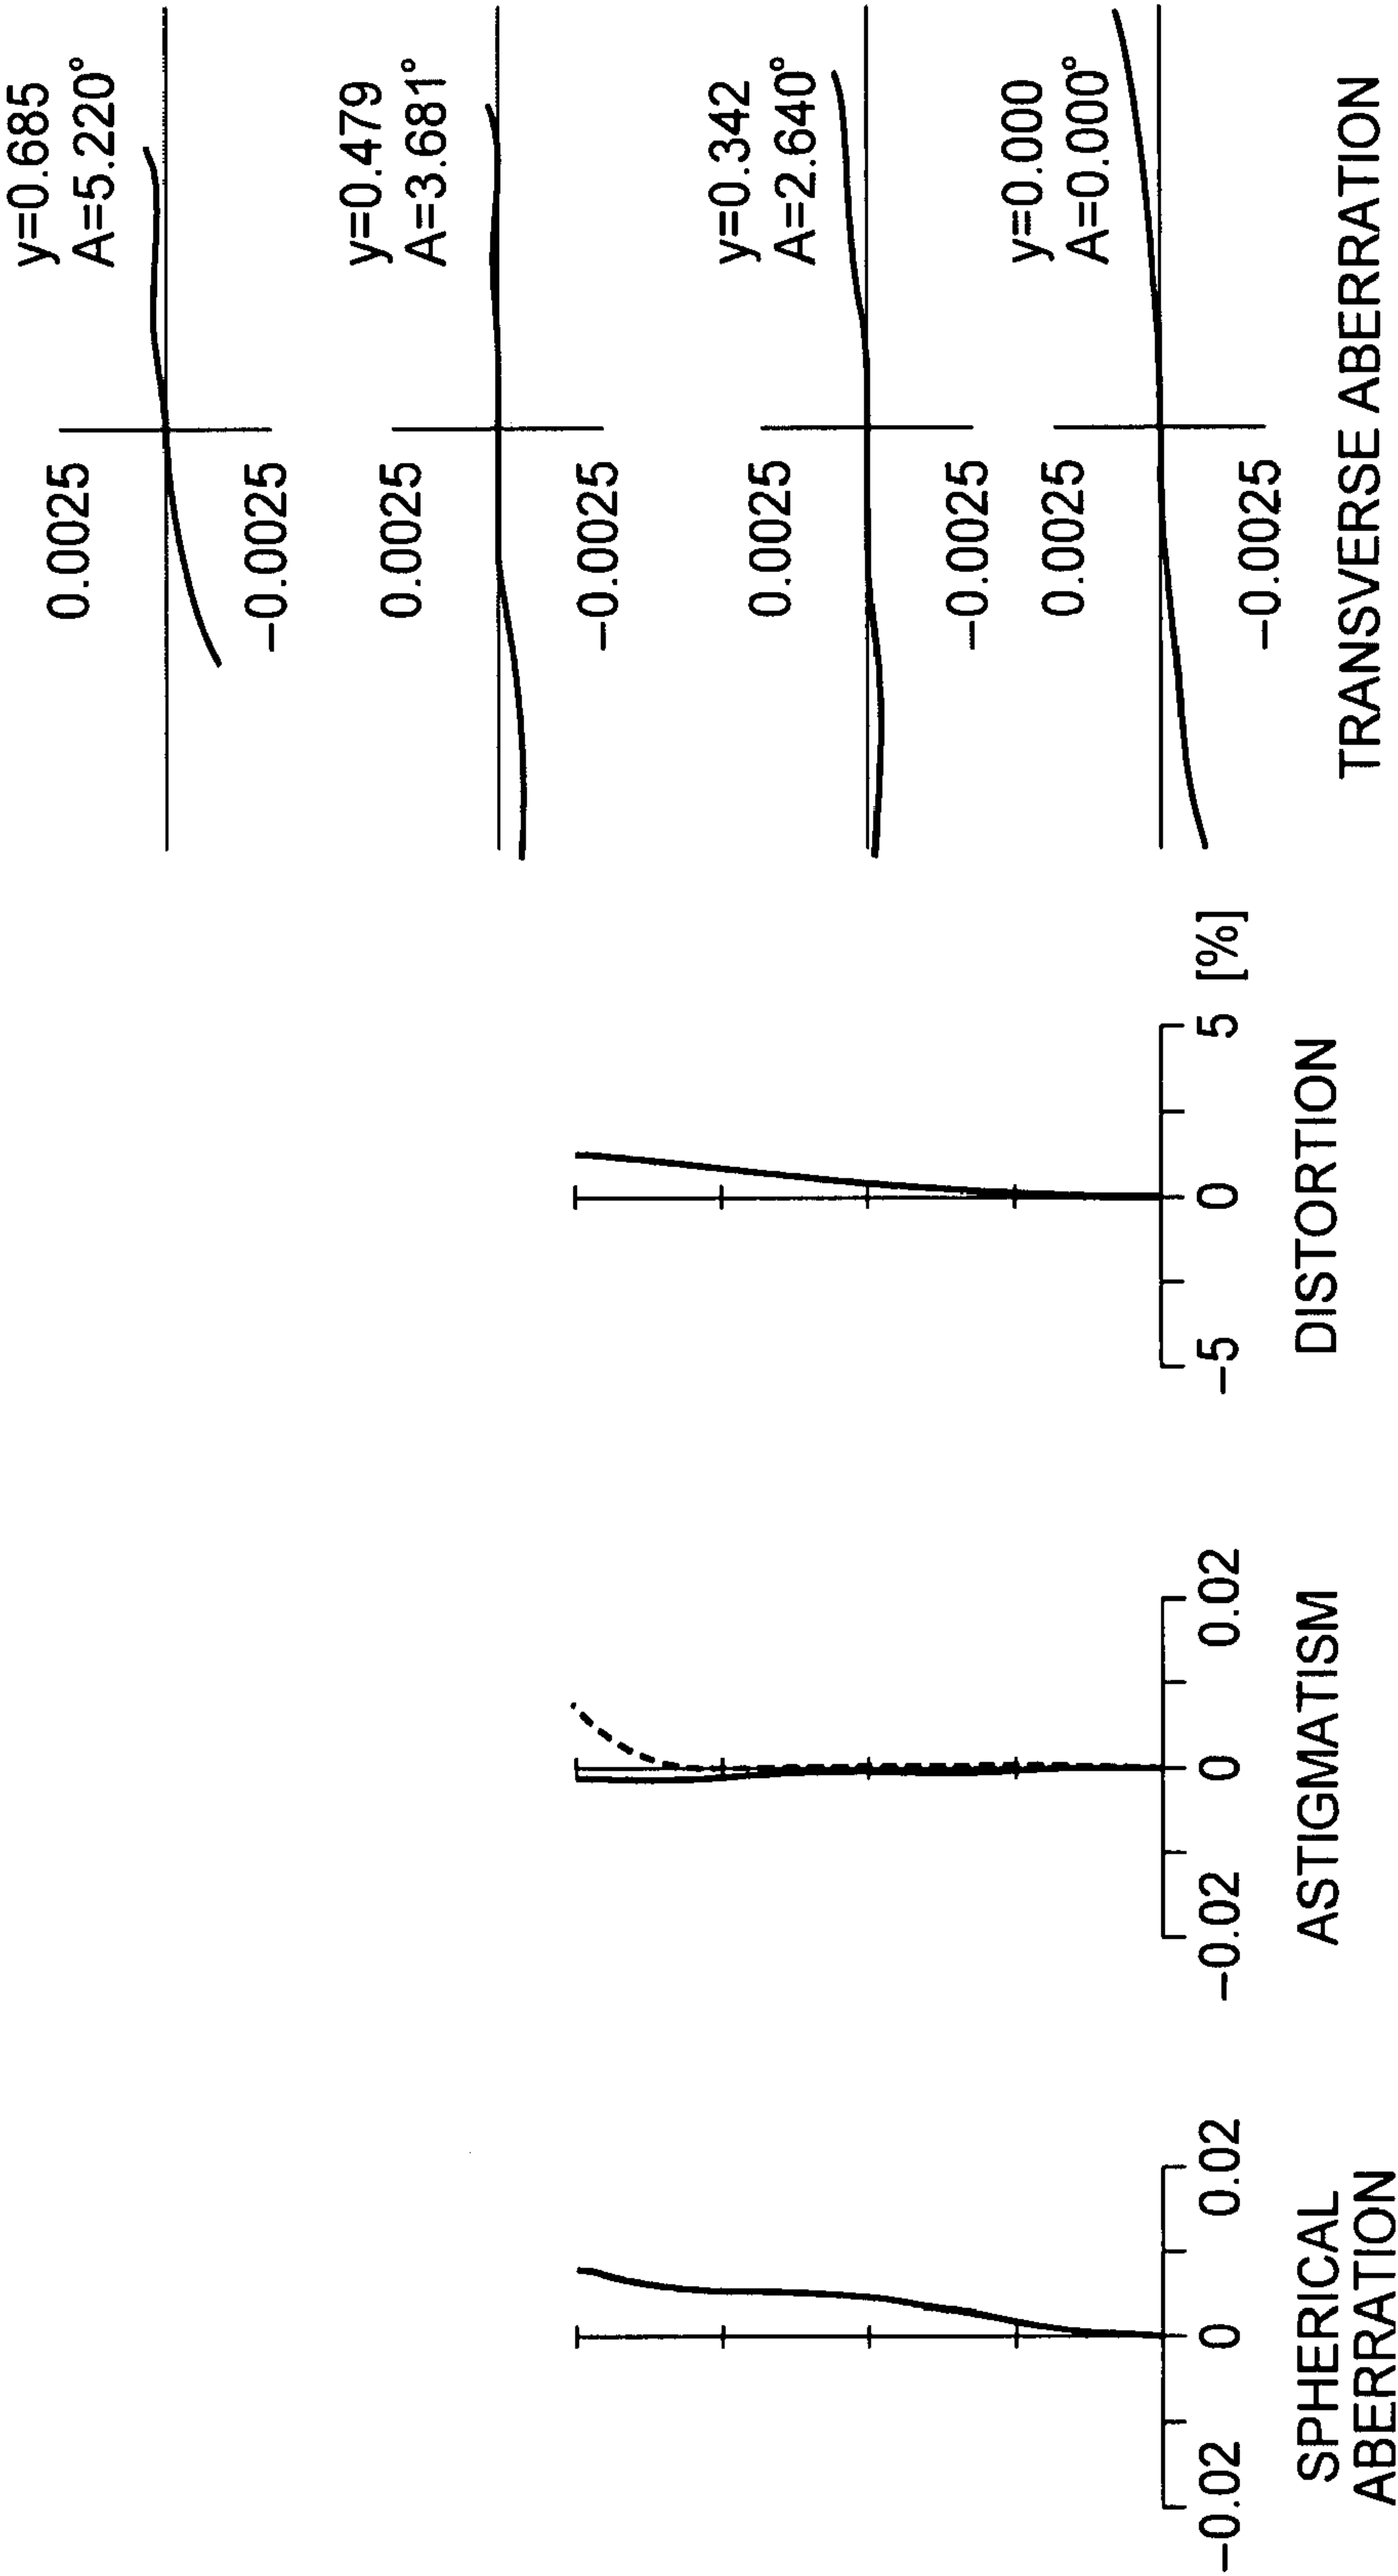 −0.02
0
0.02
SPHERICAL
ABERRATION
−0.02
0
0.02
ASTIGMATISM
−5
0
5
[%]
DISTORTION
y=0.685
A=5.220°
0.0025
−0.0025
y=0.479
A=3.681°
0.0025
−0.0025
y=0.342
A=2.640°
0.0025
−0.0025
y=0.000
A=0.000°
0.0025
−0.0025
TRANSVERSE ABERRATION